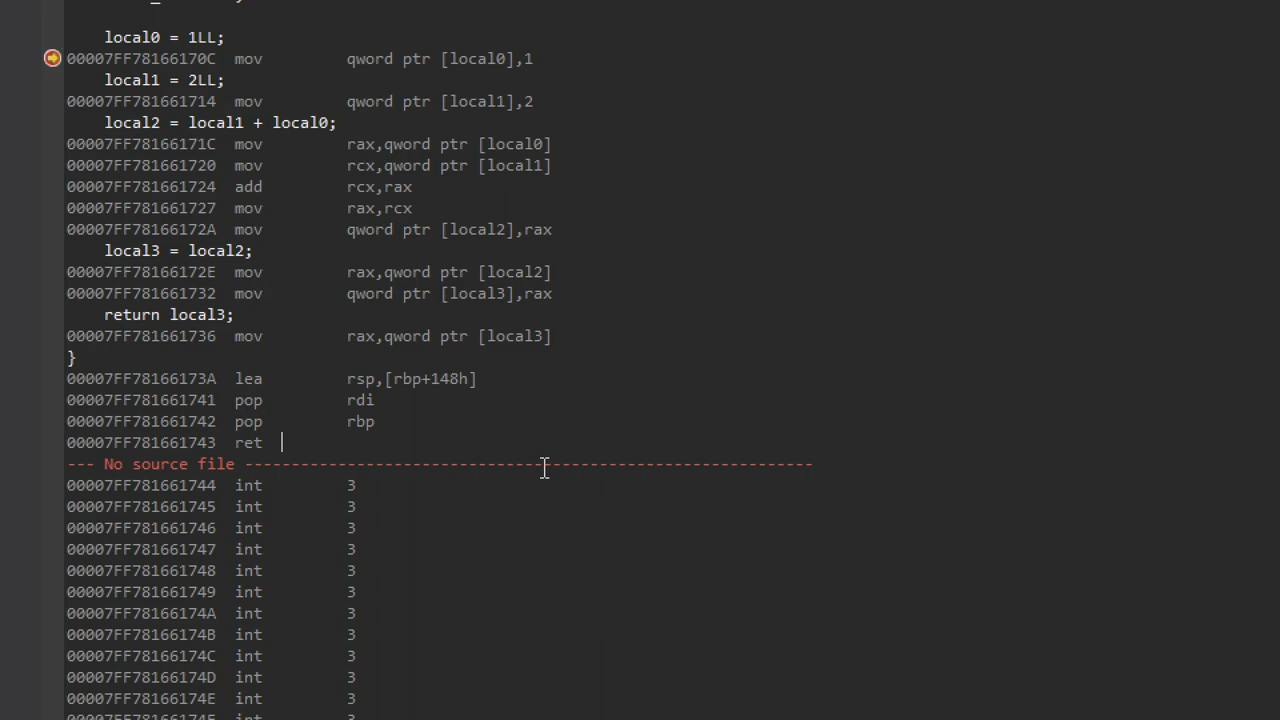 local0 = 1LL;
00007FF78166170C mov qword ptr [local0],1
local1 = 2LL;
00007FF781661714 mov qword ptr [local1],2
local2 = local1 + local0;
00007FF78166171C mov rax,qword ptr [local0]
00007FF781661720 mov rcx,qword ptr [local1]
00007FF781661724 add rcx,rax
00007FF781661727 mov rax,rcx
00007FF78166172A mov qword ptr [local2],rax
local3 = local2;
00007FF78166172E mov rax,qword ptr [local2]
00007FF781661732 mov qword ptr [local3],rax
return local3;
00007FF781661736 mov rax,qword ptr [local3]
}
00007FF78166173A lea rsp,[rbp+148h]
00007FF781661741 pop rdi
00007FF781661742 pop rbp
00007FF781661743 ret
--- No source file -------------------------------------------------------------
00007FF781661744 int 3
00007FF781661745 int 3
00007FF781661746 int 3
00007FF781661747 int 3
00007FF781661748 int 3
00007FF781661749 int 3
00007FF78166174A int 3
00007FF78166174B int 3
00007FF78166174C int 3
00007FF78166174D int 3
00007FF78166174E int 3
00007FF78166174F int 3